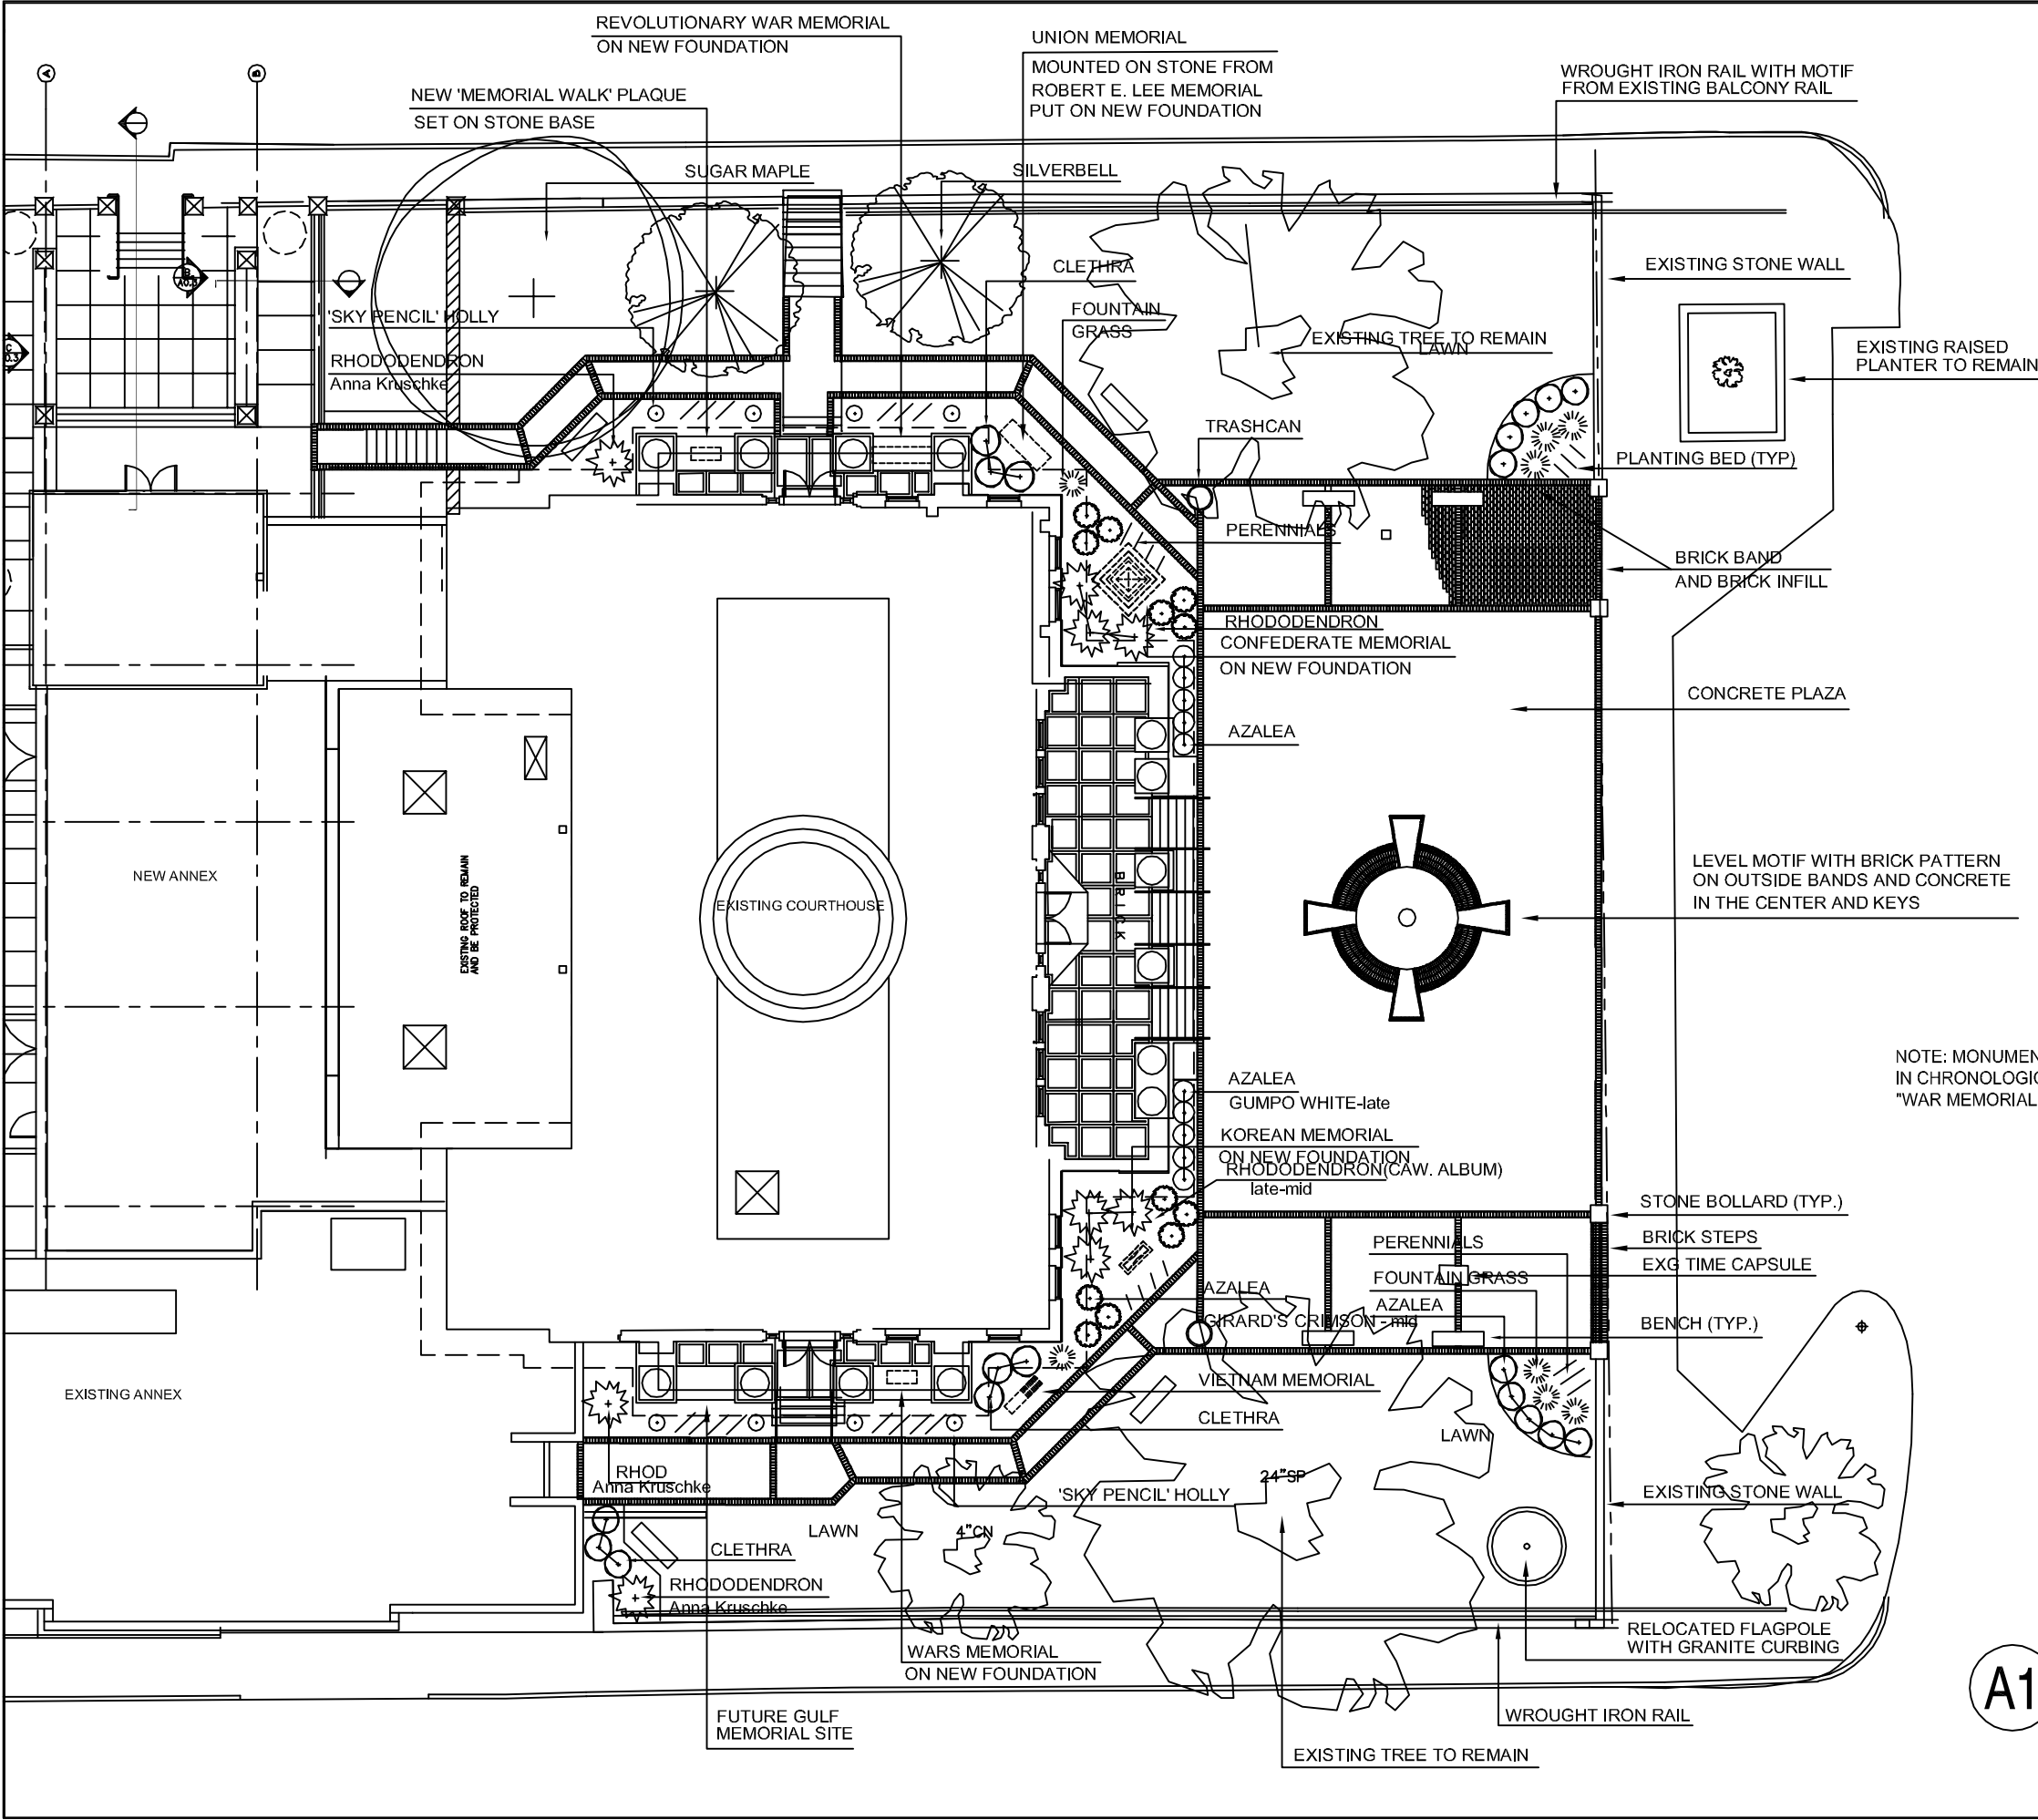 REVOLUTIONARY WAR MEMORIAL
ON NEW FOUNDATION
UNION MEMORIAL
MOUNTED ON STONE FROM
ROBERT E. LEE MEMORIAL
PUT ON NEW FOUNDATION
WROUGHT IRON RAIL WITH MOTIF
FROM EXISTING BALCONY RAIL
NEW 'MEMORIAL WALK' PLAQUE
SET ON STONE BASE
A
B
SUGAR MAPLE
SILVERBELL
CLETHRA
FOUNTAIN
GRASS
EXISTING STONE WALL
'SKY PENCIL' HOLLY
RHODODENDRON
Anna Kruschke
EXISTING TREE TO REMAIN
LAWN
EXISTING RAISED
PLANTER TO REMAIN
TRASHCAN
PLANTING BED (TYP)
PERENNIALS
BRICK BAND
AND BRICK INFILL
RHODODENDRON
CONFEDERATE MEMORIAL
ON NEW FOUNDATION
CONCRETE PLAZA
AZALEA
NEW ANNEX
EXISTING ROOF TO REMAIN
AND BE PROTECTED
EXISTING COURTHOUSE
BRICK
LEVEL MOTIF WITH BRICK PATTERN
ON OUTSIDE BANDS AND CONCRETE
IN THE CENTER AND KEYS
NOTE: MONUMEN
IN CHRONOLOGIC
"WAR MEMORIAL
AZALEA
GUMPO WHITE-late
KOREAN MEMORIAL
ON NEW FOUNDATION
RHODODENDRON(CAW. ALBUM)
late-mid
STONE BOLLARD (TYP.)
BRICK STEPS
EXG TIME CAPSULE
PERENNIALS
FOUNTAIN GRASS
AZALEA
AZALEA
GIRARD'S CRIMSON - mid
BENCH (TYP.)
EXISTING ANNEX
VIETNAM MEMORIAL
CLETHRA
LAWN
RHOD
Anna Kruschke
'SKY PENCIL' HOLLY
24"SP
EXISTING STONE WALL
LAWN
4"CN
CLETHRA
RHODODENDRON
Anna Kruschke
WARS MEMORIAL
ON NEW FOUNDATION
RELOCATED FLAGPOLE
WITH GRANITE CURBING
A1
FUTURE GULF
MEMORIAL SITE
WROUGHT IRON RAIL
EXISTING TREE TO REMAIN